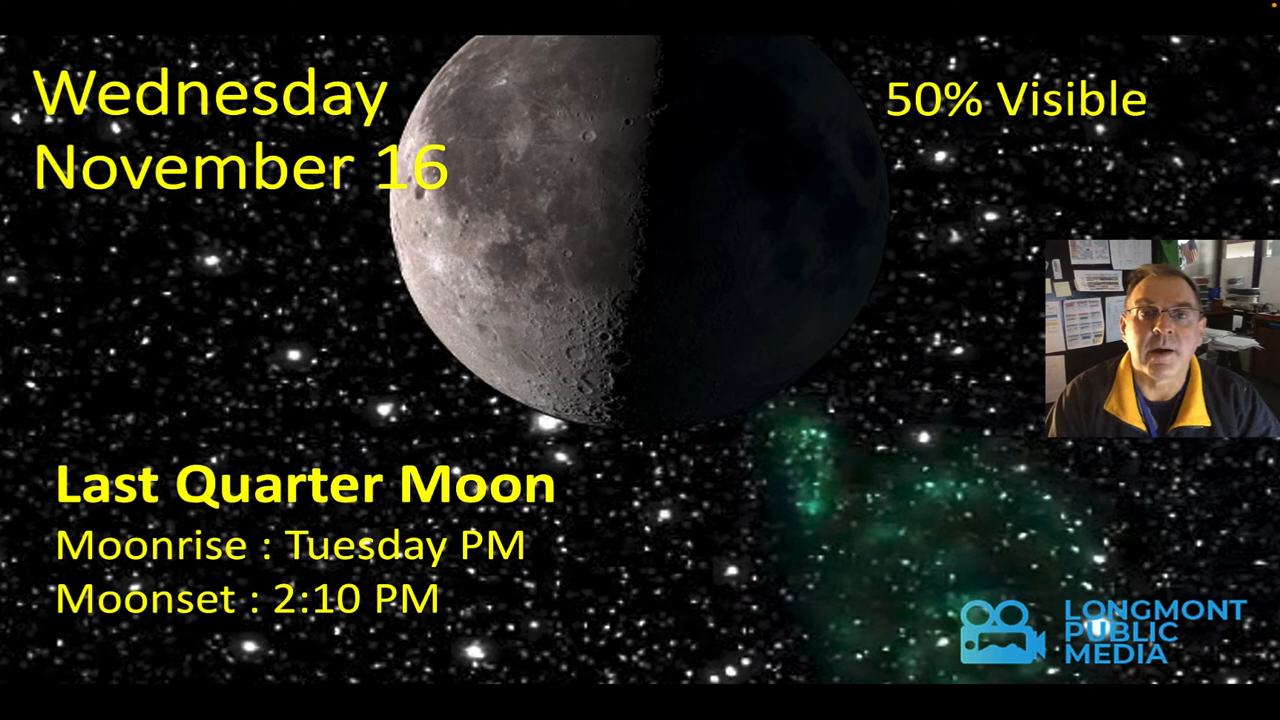 Wednesday
November 16
50% Visible
Last Quarter Moon
Moonrise : Tuesday PM
Moonset : 2:10 PM
LONGMONT
PUBLIC
MEDIA